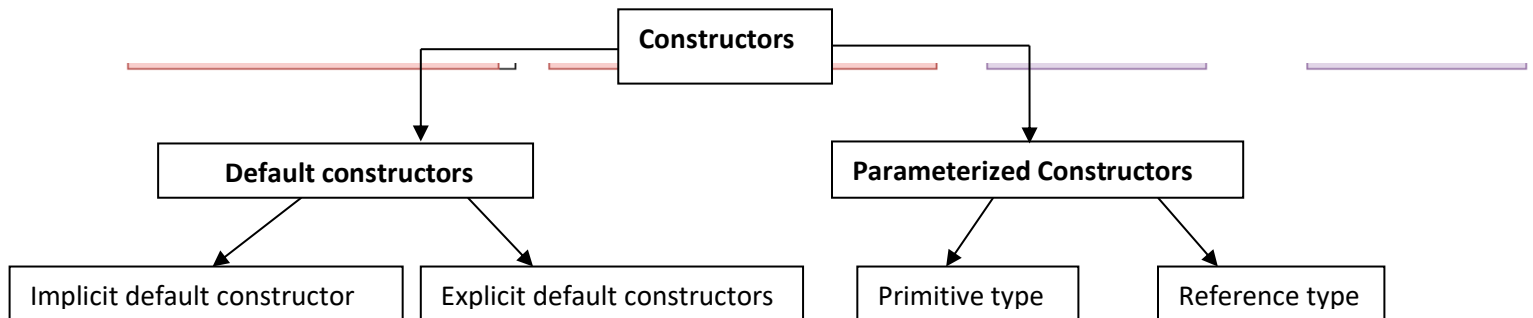 Constructors
Default constructors
Parameterized Constructors
Implicit default constructor
Explicit default constructors
Primitive type
Reference type